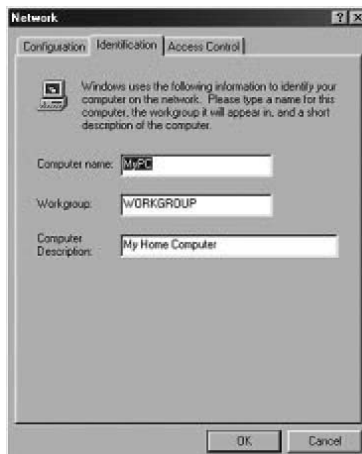 Network
Configuration Identification Access Control
Windows uses the following information to identify your
computer on the network. Please type a name for this
computer, the workgroup it will appear in, and a short
description of the computer.
Computer name: MyPC
Workgroup: WORKGROUP
Computer
Description: My Home Computer
OK Cancel